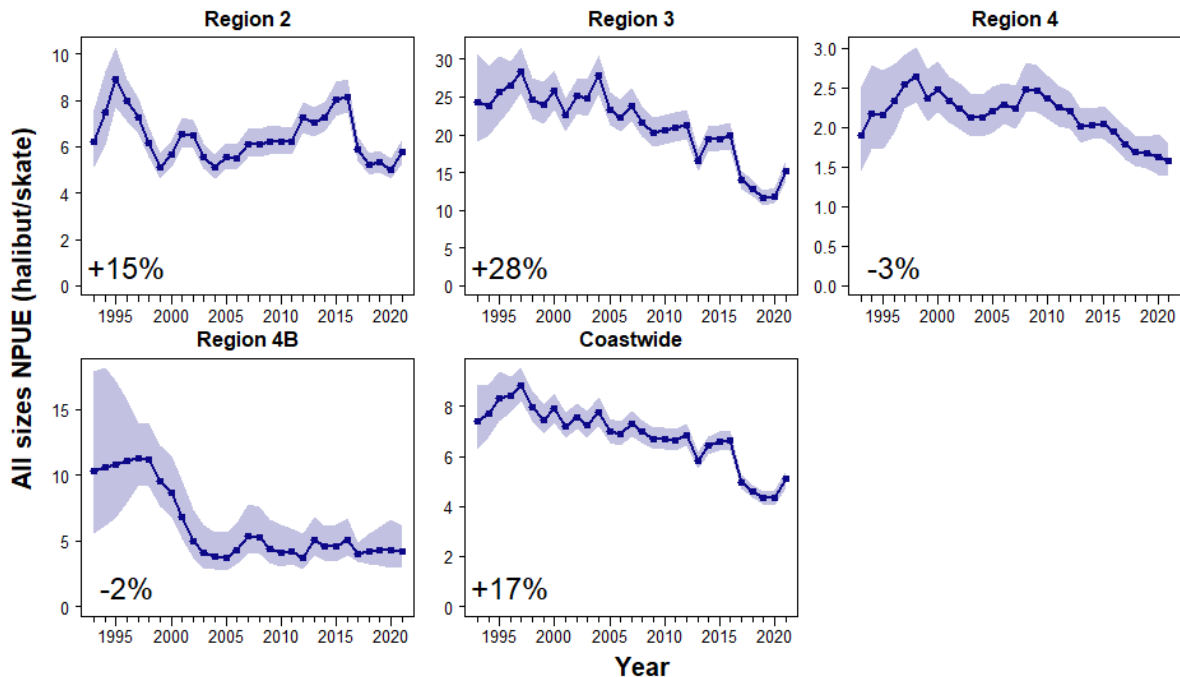 Region 2
Region 3
Region 4
All sizes NPUE (halibut/skate)
10
8
6
4
2
0
+15%
1995 2000 2005 2010 2015 2020
30
25
20
15
10
5
0
+28%
1995 2000 2005 2010 2015 2020
3.0
2.5
2.0
1.5
1.0
0.5
0.0
-3%
1995 2000 2005 2010 2015 2020
Region 4B
Coastwide
15
10
5
0
-2%
1995 2000 2005 2010 2015 2020
8
6
4
2
0
+17%
1995 2000 2005 2010 2015 2020
Year